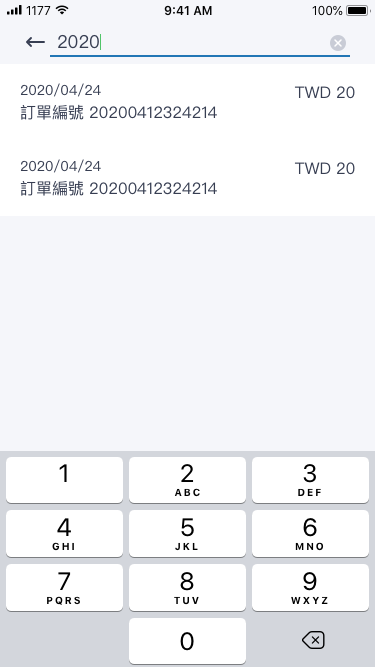 1177 9:41 AM 100%
2020
2020/04/24 TWD 20
訂單編號 20200412324214
2020/04/24 TWD 20
訂單編號 20200412324214
1 2 3
ABC DEF
4 5 6
GHI JKL MNO
7 8 9
PQRS TUV WXYZ
0